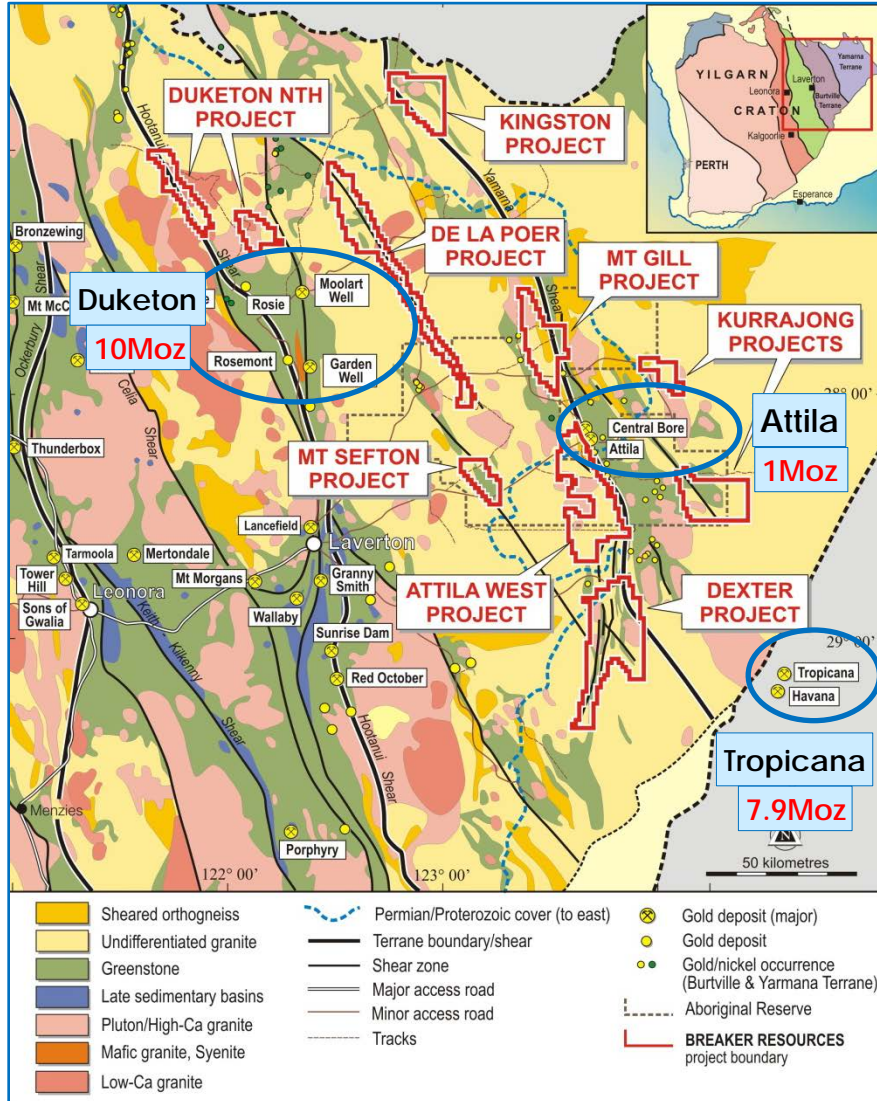 YILGARN
CRATON
Leonora
Laverton
Burtville
Terrane
Yamarna
Terrane
Kalgoorlie
PERTH
Esperance
DUKETON NTH
PROJECT
KINGSTON
PROJECT
Hootanui
Shear
Yamarna
Shear
DE LA POER
PROJECT
MT GILL
PROJECT
KURRAJONG
PROJECTS
Bronzewing
Mt McC
Shear
Ockerbury
Duketon
10Moz
Rosie
Moolart
Well
Rosemont
Garden
Well
Celia
Shear
28° 00'
Central Bore
Attila
Attila
1Moz
Thunderbox
MT SEFTON
PROJECT
Lancefield
Laverton
Tarmoola
Mertondale
Tower
Hill
Mt Morgans
Granny
Smith
Leonora
Sons of
Gwalia
Wallaby
ATTILA WEST
PROJECT
DEXTER
PROJECT
Keith-
Kilkenny
Shear
Sunrise Dam
Red October
29° 00'
Tropicana
Havana
Tropicana
7.9Moz
Hootanui
Shear
Menzies
Porphyry
122° 00'
123° 00'
N
50 kilometres
Sheared orthogneiss
Undifferentiated granite
Greenstone
Late sedimentary basins
Pluton/High-Ca granite
Mafic granite, Syenite
Low-Ca granite
Permian/Proterozoic cover (to east)
Terrane boundary/shear
Shear zone
Major access road
Minor access road
Tracks
Gold deposit (major)
Gold deposit
Gold/nickel occurrence
(Burtville & Yarmana Terrane)
Aboriginal Reserve
BREAKER RESOURCES
project boundary